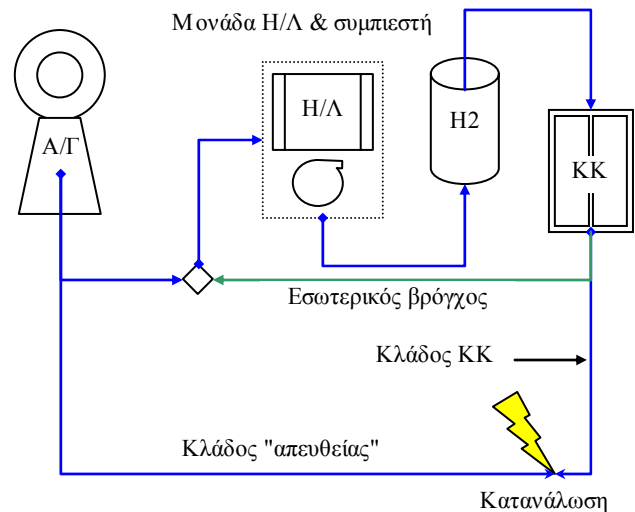 Μονάδα Η/Λ & συμπιεστή
Α/Γ
Η/Λ
Η2
ΚΚ
Εσωτερικός βρόγχος
Κλάδος ΚΚ
Κλάδος "απευθείας"
Κατανάλωση